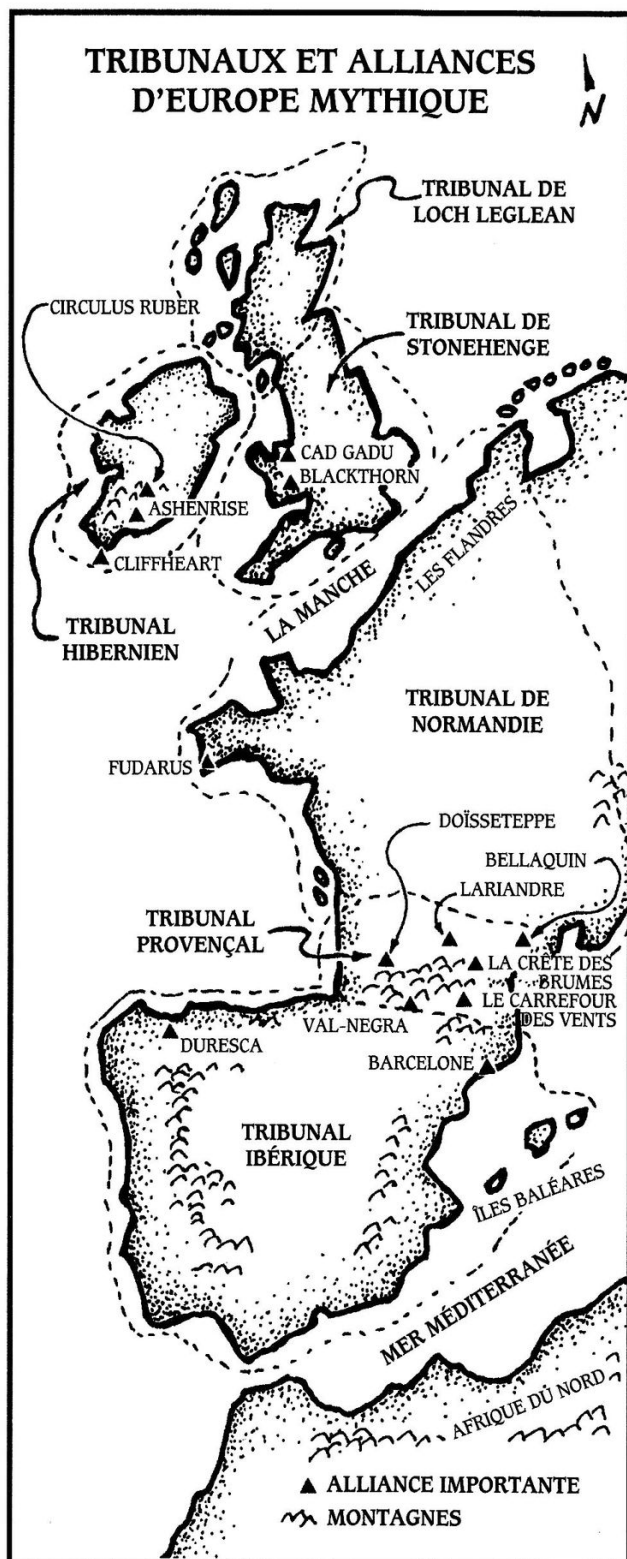 TRIBUNAUX ET ALLIANCES
D'EUROPE MYTHIQUE
N
TRIBUNAL DE
LOCH LEGLEAN
CIRCULUS RUBER
TRIBUNAL DE
STONEHENGE
CAD GADU
BLACKTHORN
ASHENRISE
CLIFFHEART
LES FLANDRES
LA MANCHE
TRIBUNAL
HIBERNIEN
TRIBUNAL DE
NORMANDIE
FUDARUS
DOÏSSETEPPE
BELLAQUIN
LARIANDRE
TRIBUNAL
PROVENÇAL
LA CRÊTE DES
BRUMES
LE CARREFOUR
DES VENTS
VAL-NEGRA
DURESCA
BARCELONE
TRIBUNAL
IBÉRIQUE
ÎLES BALÉARES
MER MÉDITERRANÉE
AFRIQUE DU NORD
ALLIANCE IMPORTANTE
MONTAGNES